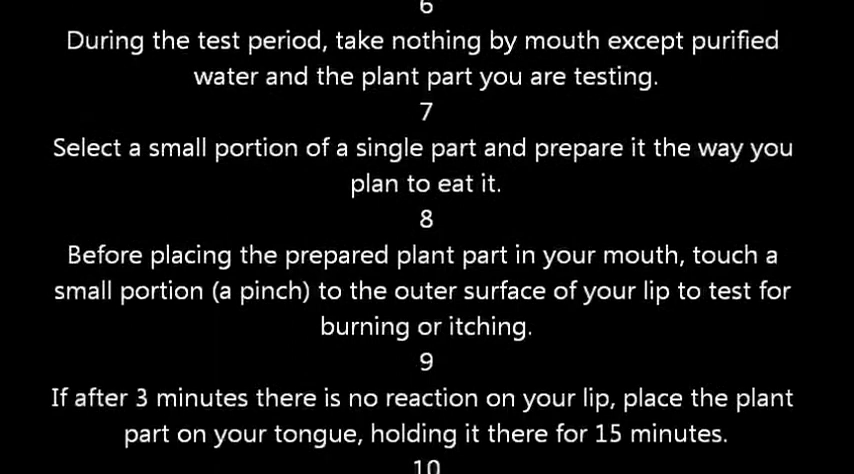 6
During the test period, take nothing by mouth except purified
water and the plant part you are testing.
7
Select a small portion of a single part and prepare it the way you
plan to eat it.
8
Before placing the prepared plant part in your mouth, touch a
small portion (a pinch) to the outer surface of your lip to test for
burning or itching.
9
If after 3 minutes there is no reaction on your lip, place the plant
part on your tongue, holding it there for 15 minutes.
10